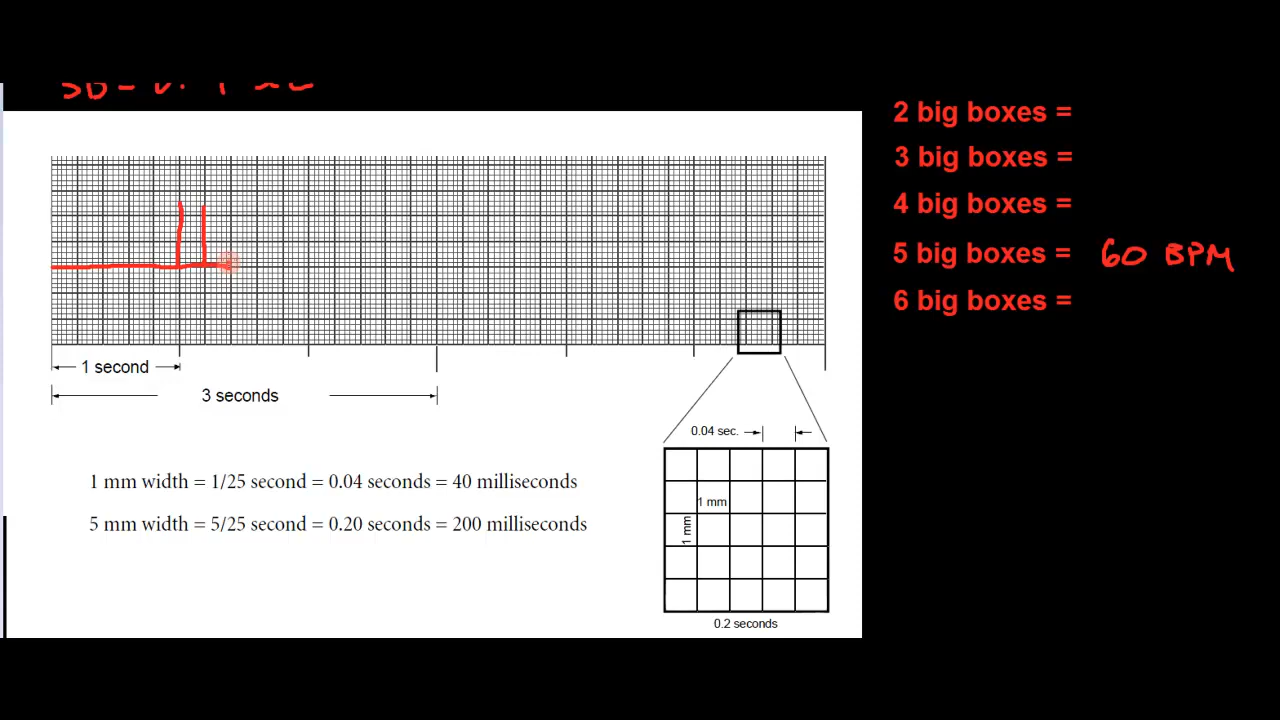 2 big boxes =
3 big boxes =
4 big boxes =
5 big boxes = 60 BPM
6 big boxes =
1 second
3 seconds
0.04 sec.
1 mm
1 mm
0.2 seconds
1 mm width = 1/25 second = 0.04 seconds = 40 milliseconds
5 mm width = 5/25 second = 0.20 seconds = 200 milliseconds